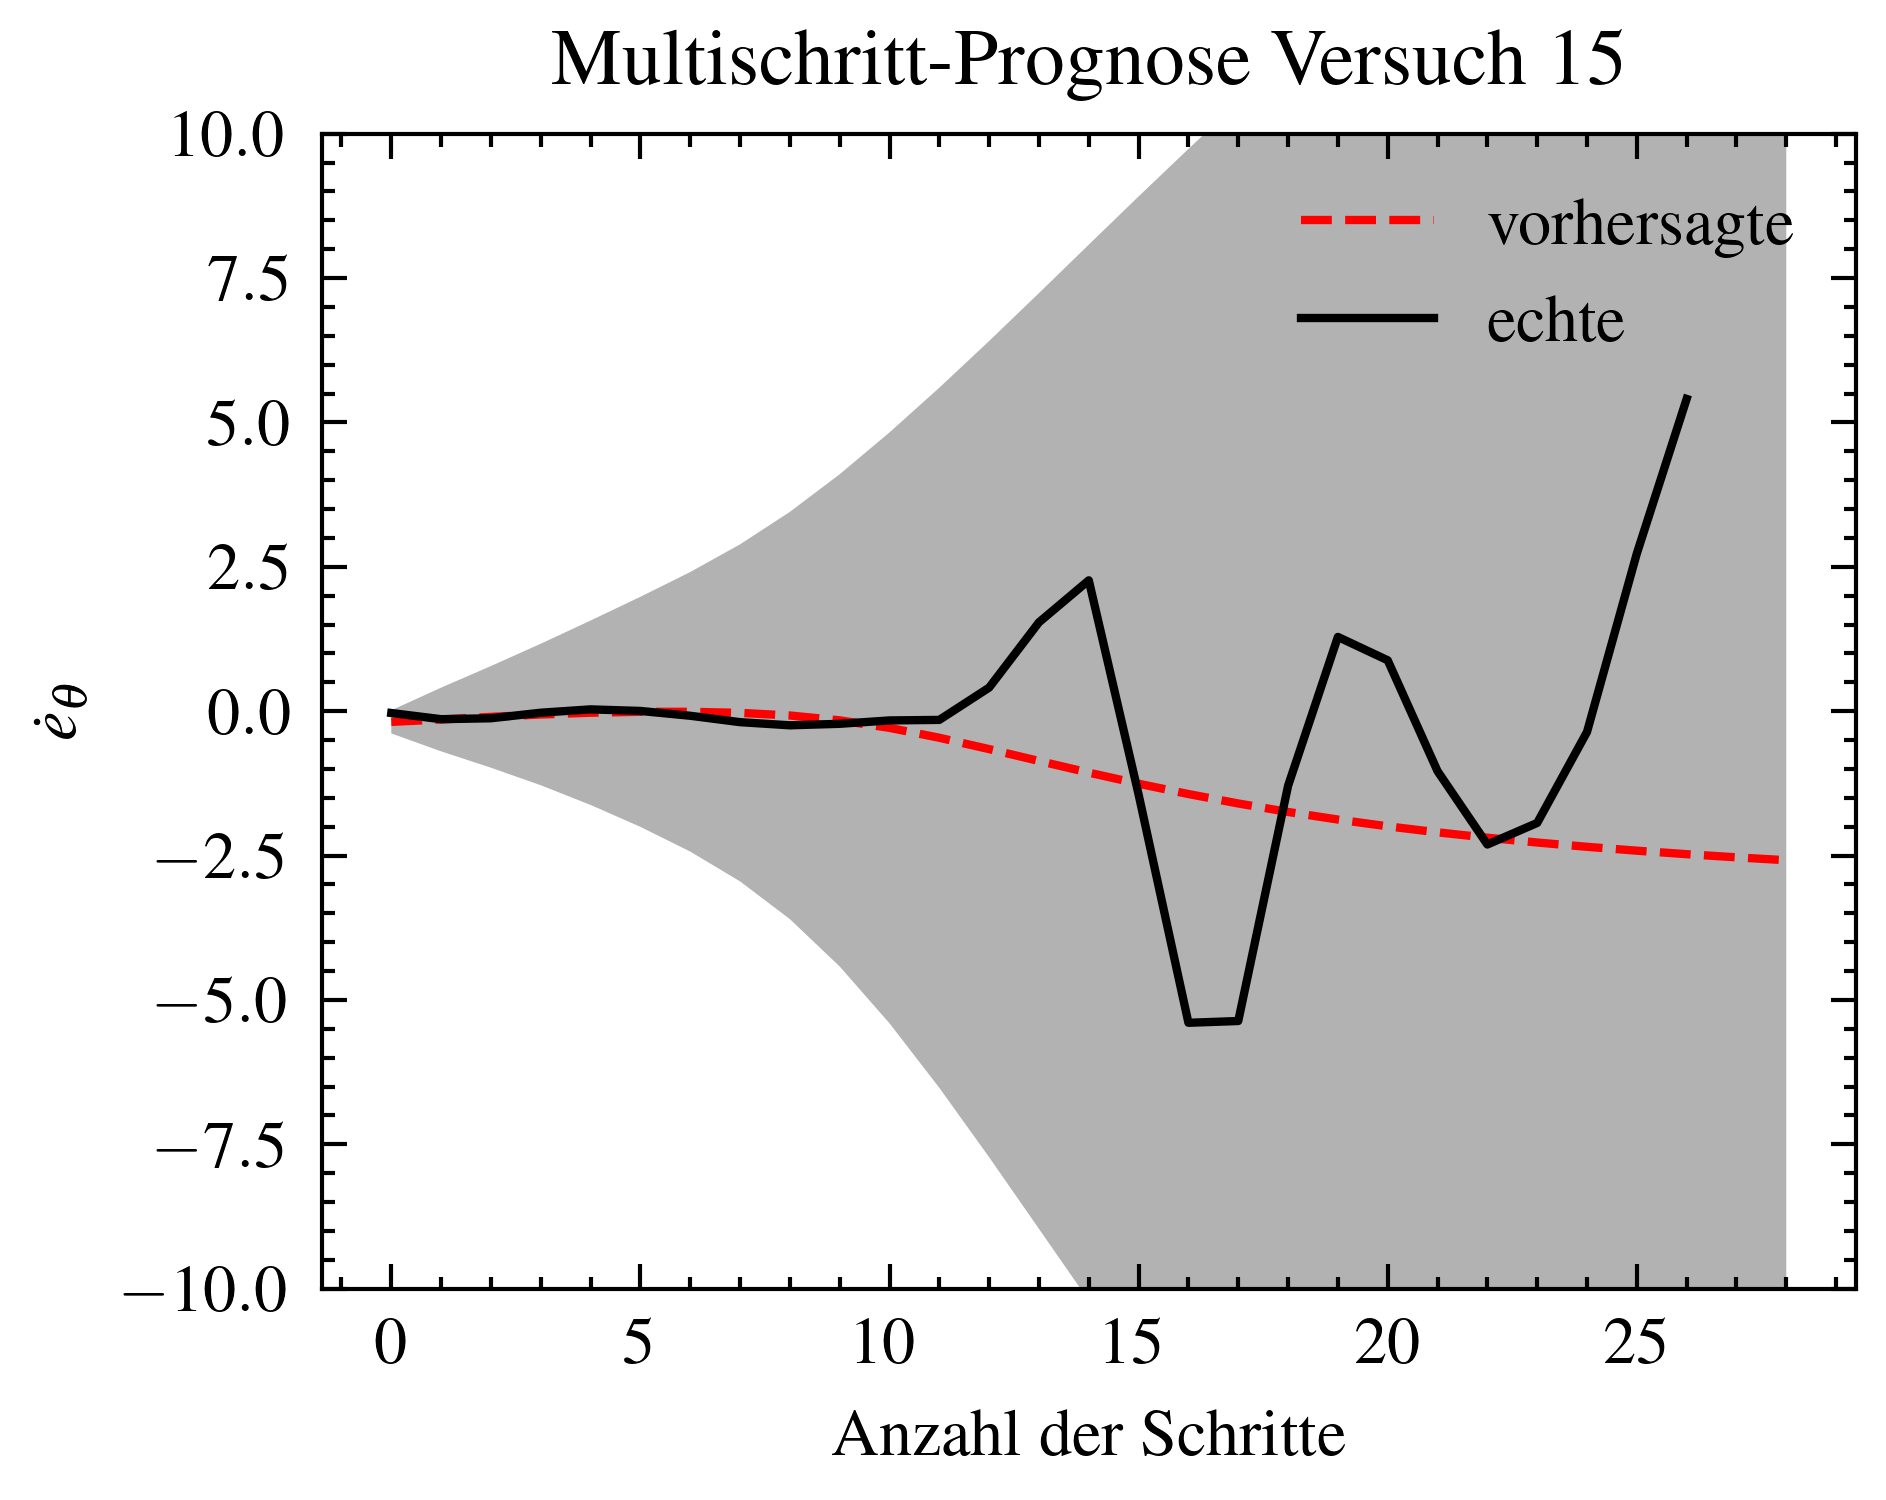 Multischritt-Prognose Versuch 15
10.0
7.5
5.0
2.5
0.0
−2.5
−5.0
−7.5
−10.0
ė_θ
vorhersagte
echte
0 5 10 15 20 25
Anzahl der Schritte